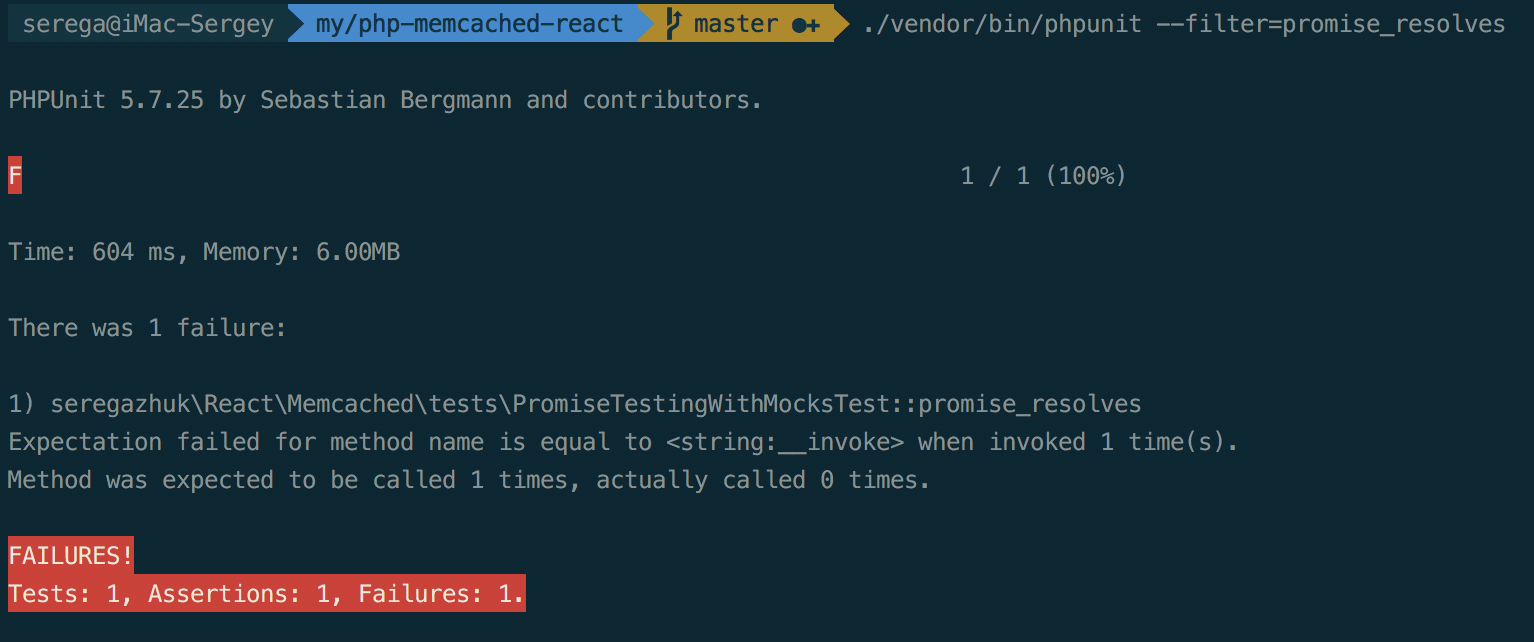 serega@iMac-Sergey my/php-memcached-react master ●+ ./vendor/bin/phpunit --filter=promise_resolves
PHPUnit 5.7.25 by Sebastian Bergmann and contributors.
F 1 / 1 (100%)
Time: 604 ms, Memory: 6.00MB
There was 1 failure:
1) seregazhuk\React\Memcached\tests\PromiseTestingWithMocksTest::promise_resolves
Expectation failed for method name is equal to <string:__invoke> when invoked 1 time(s).
Method was expected to be called 1 times, actually called 0 times.
FAILURES!
Tests: 1, Assertions: 1, Failures: 1.